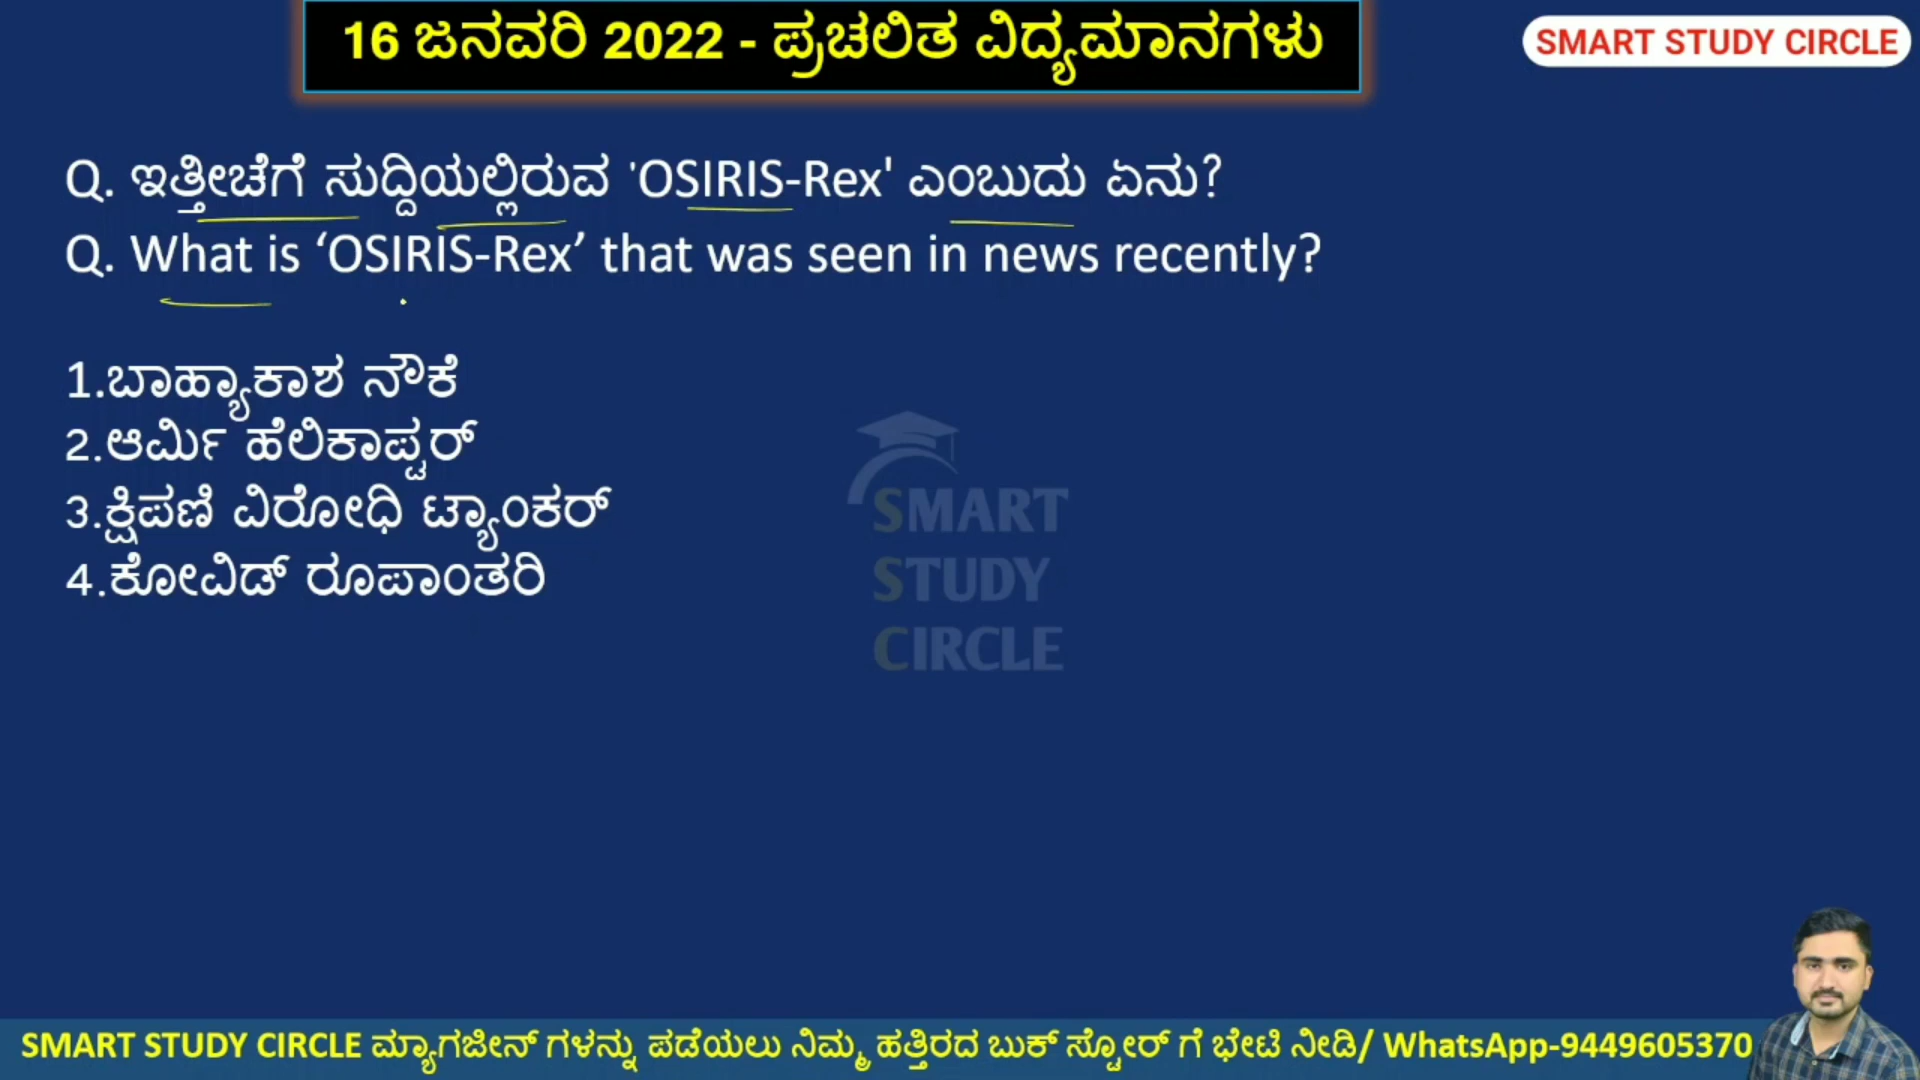 16 ಜನವರಿ 2022 - ಪ್ರಚಲಿತ ವಿದ್ಯಮಾನಗಳು
SMART STUDY CIRCLE
Q. ಇತ್ತೀಚೆಗೆ ಸುದ್ದಿಯಲ್ಲಿರುವ 'OSIRIS-Rex' ಎಂಬುದು ಏನು?
Q. What is ‘OSIRIS-Rex’ that was seen in news recently?
1.ಬಾಹ್ಯಾಕಾಶ ನೌಕೆ
2.ಆರ್ಮಿ ಹೆಲಿಕಾಪ್ಟರ್
3.ಕ್ಷಿಪಣಿ ವಿರೋಧಿ ಟ್ಯಾಂಕರ್
4.ಕೋವಿಡ್ ರೂಪಾಂತರಿ
SMART
STUDY
CIRCLE
SMART STUDY CIRCLE ಮ್ಯಾಗಜೀನ್ ಗಳನ್ನು ಪಡೆಯಲು ನಿಮ್ಮ ಹತ್ತಿರದ ಬುಕ್ ಸ್ಟೋರ್ ಗೆ ಭೇಟಿ ನೀಡಿ/ WhatsApp-9449605370